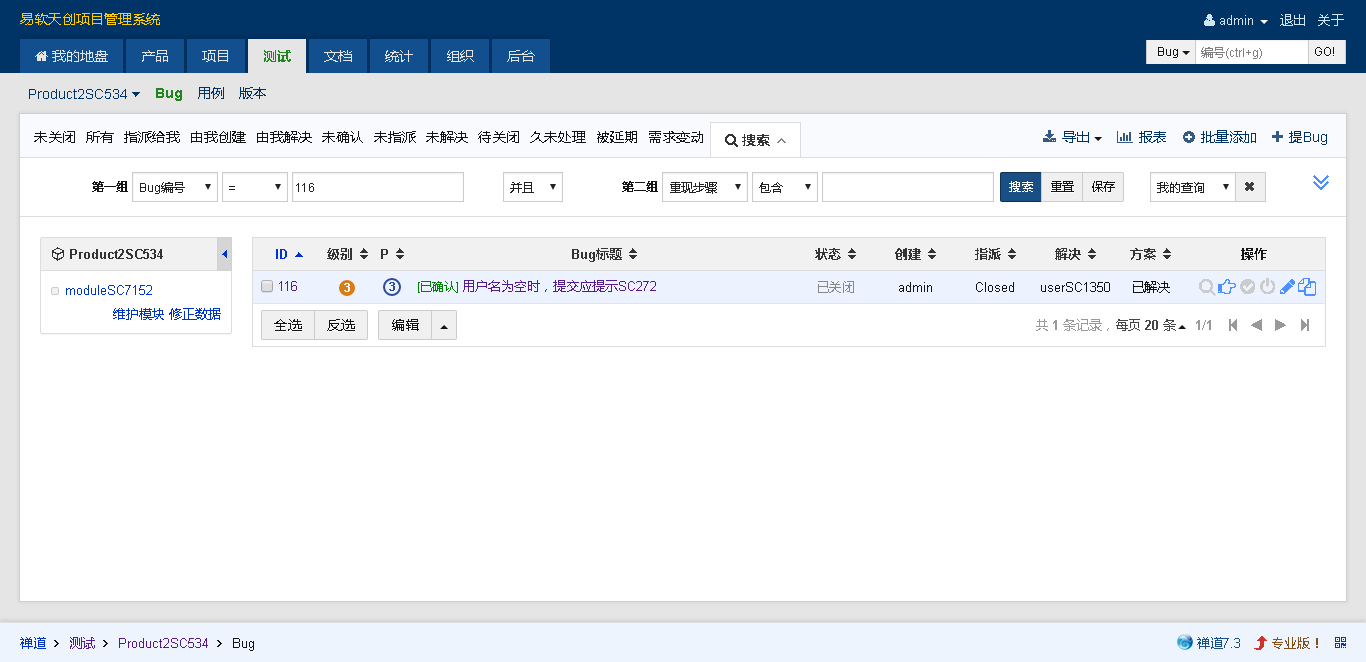 易软天创项目管理系统
admin 退出 关于
我的地盘 产品 项目 测试 文档 统计 组织 后台
Bug 编号(ctrl+g) GO!
Product2SC534 Bug 用例 版本
未关闭 所有 指派给我 由我创建 由我解决 未确认 未指派 未解决 待关闭 久未处理 被延期 需求变动 搜索 导出 报表 批量添加 提Bug
第一组 Bug编号 = 116 并且 第二组 重现步骤 包含 搜索 重置 保存 我的查询
Product2SC534
moduleSC7152
维护模块 修正数据
ID 级别 P Bug标题 状态 创建 指派 解决 方案 操作
116 3 3 [已确认] 用户名为空时，提交应提示SC272 已关闭 admin Closed userSC1350 已解决
全选 反选 编辑 共 1 条记录， 每页 20 条 1/1
禅道 测试 Product2SC534 Bug
禅道7.3 专业版！